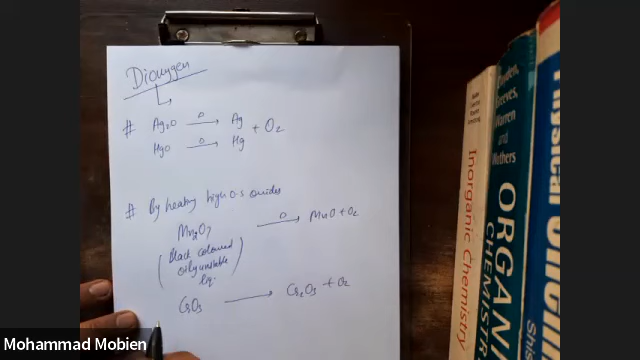 Dioxygen
# Ag₂O —Δ→ Ag + O₂
HgO —Δ→ Hg
# By heating high O.S oxides
Mn₂O₇ —Δ→ MnO + O₂
(Black coloured
oily unstable
liq.)
CrO₃ ⟶ Cr₂O₃ + O₂
Inorganic Chemistry
Clayden,
Greeves,
Warren
and
Wothers
ORGANIC
CHEMISTRY
Physical
Mohammad Mobien